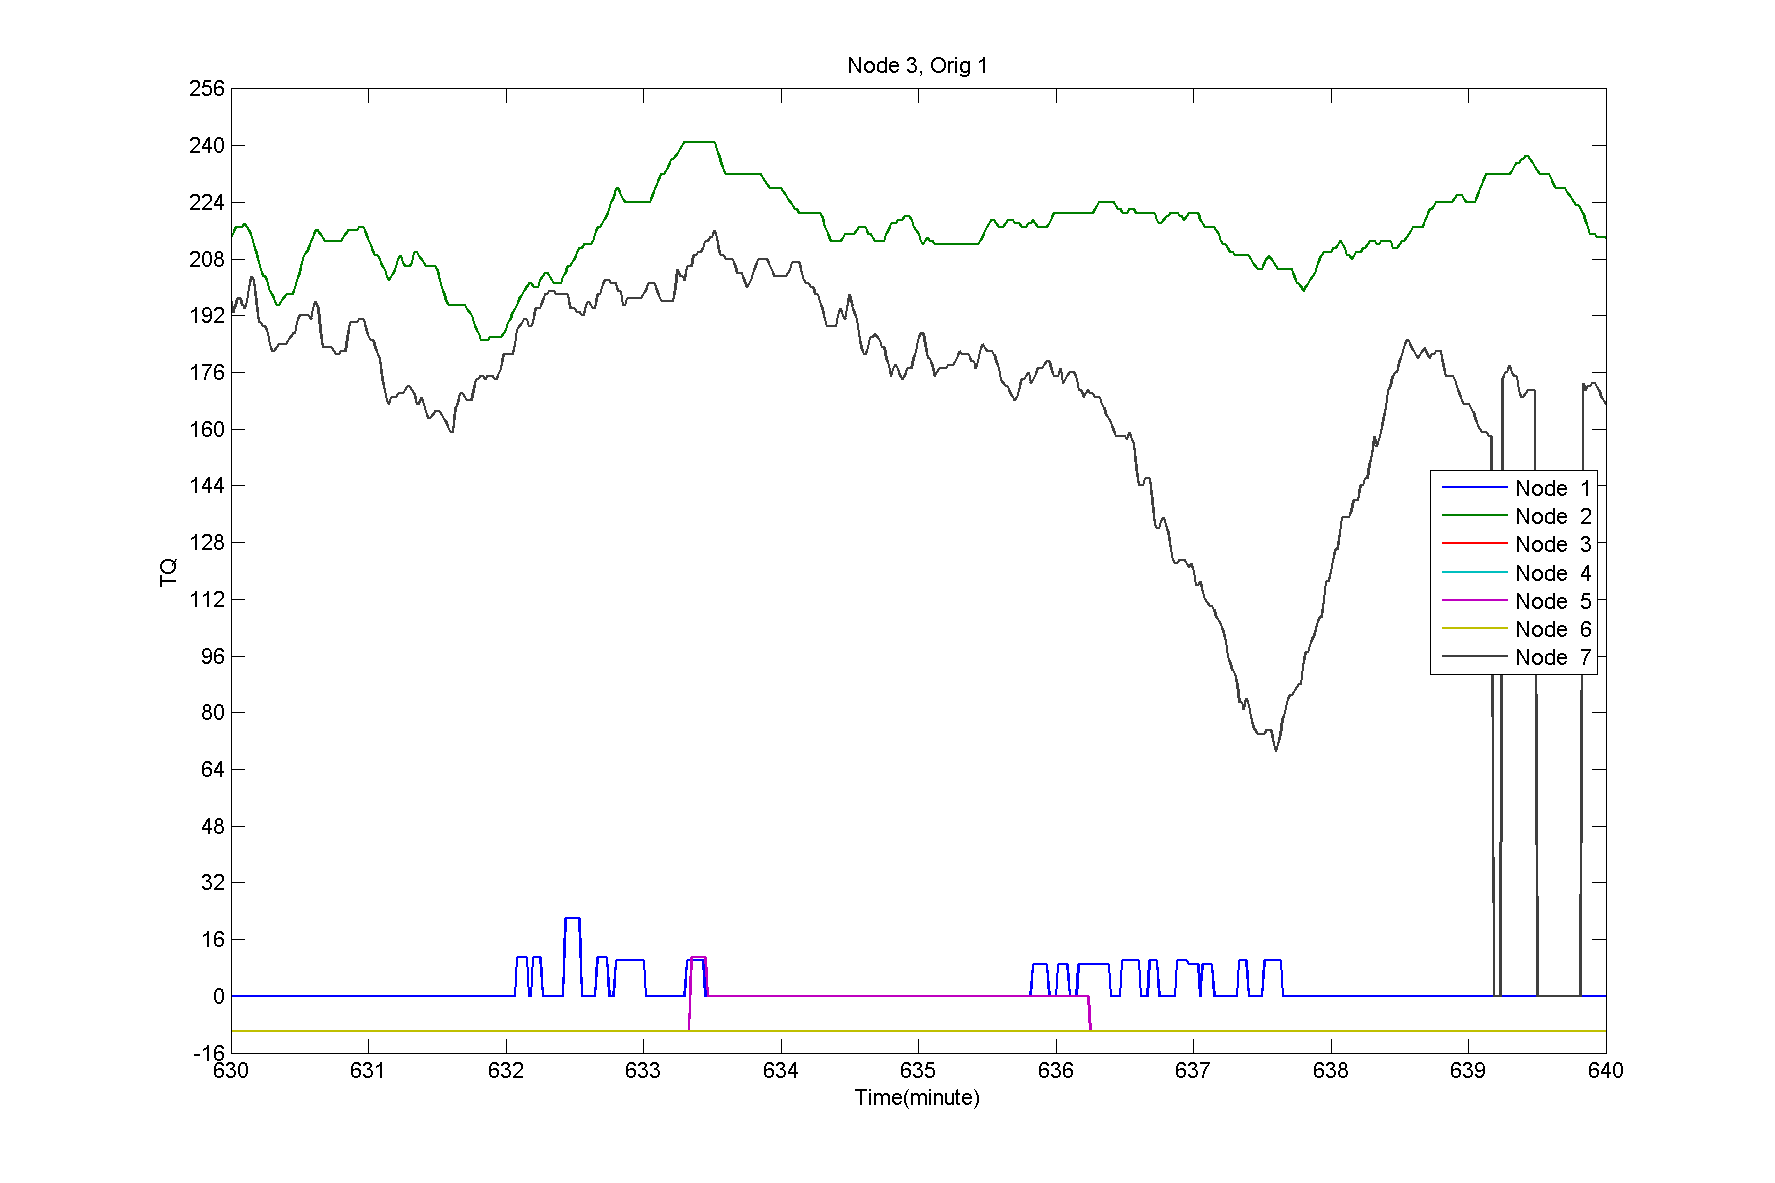 Node 3, Orig 1
256
240
224
208
192
176
160
144
128
112
96
80
64
48
32
16
0
-16
TQ
Node 1
Node 2
Node 3
Node 4
Node 5
Node 6
Node 7
630 631 632 633 634 635 636 637 638 639 640
Time(minute)